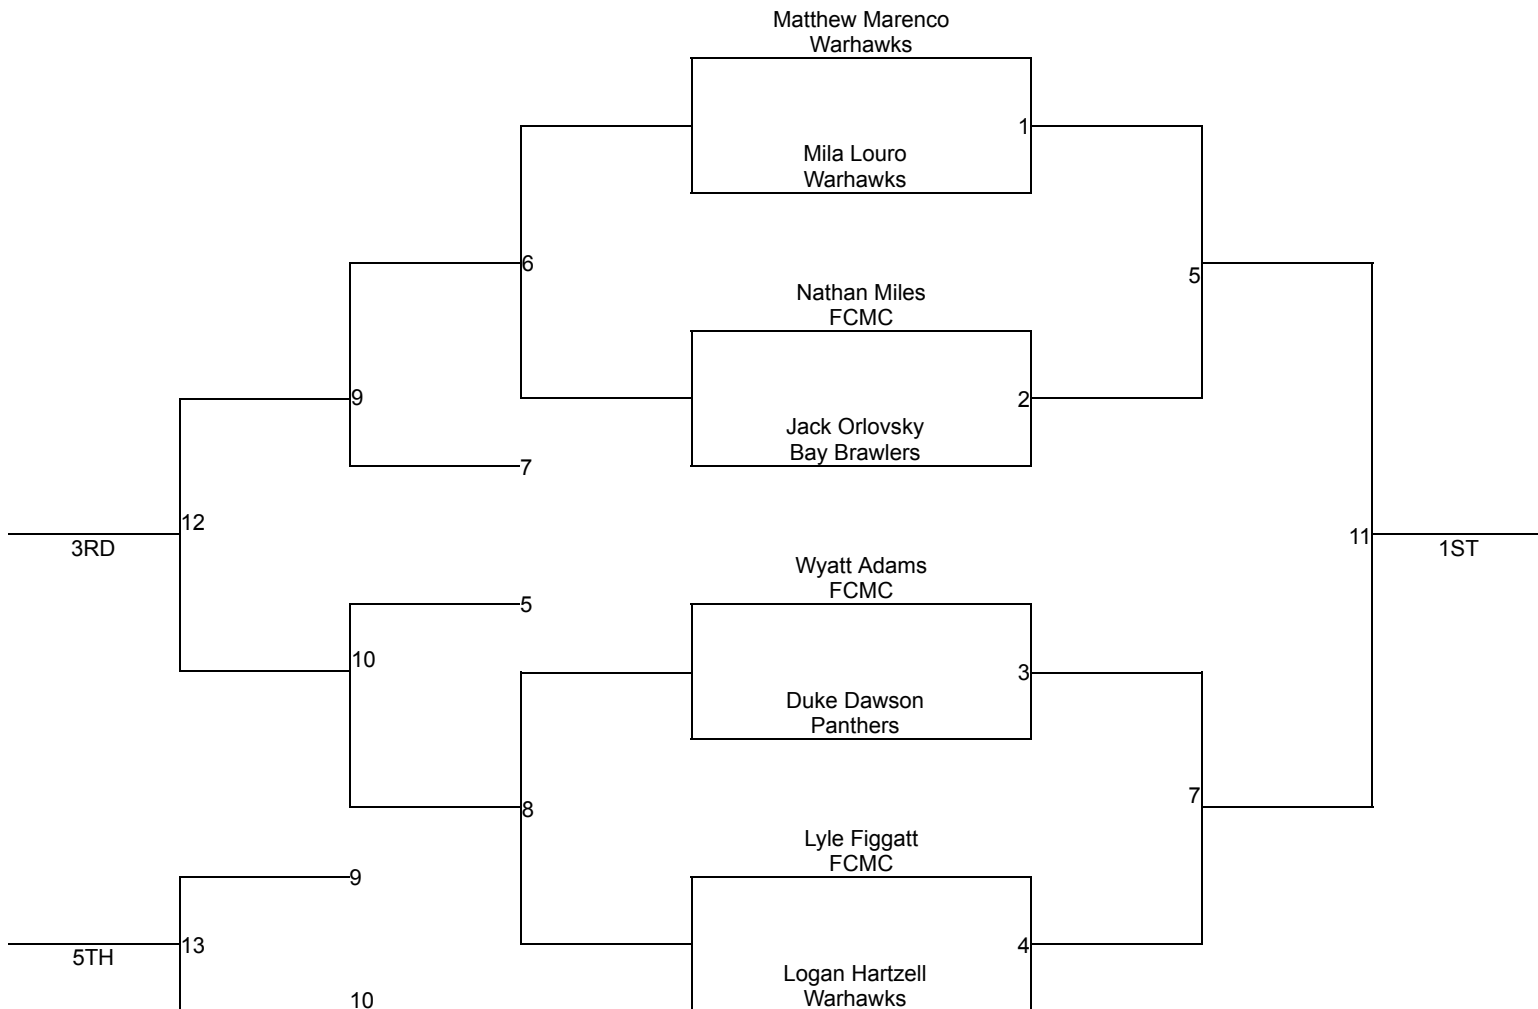 Matthew Marenco
Warhawks
1
Mila Louro
Warhawks
6
5
Nathan Miles
FCMC
9
2
Jack Orlovsky
Bay Brawlers
7
12
3RD
11
1ST
Wyatt Adams
FCMC
5
10
3
Duke Dawson
Panthers
8
7
Lyle Figgatt
FCMC
9
13
5TH
4
Logan Hartzell
Warhawks
10